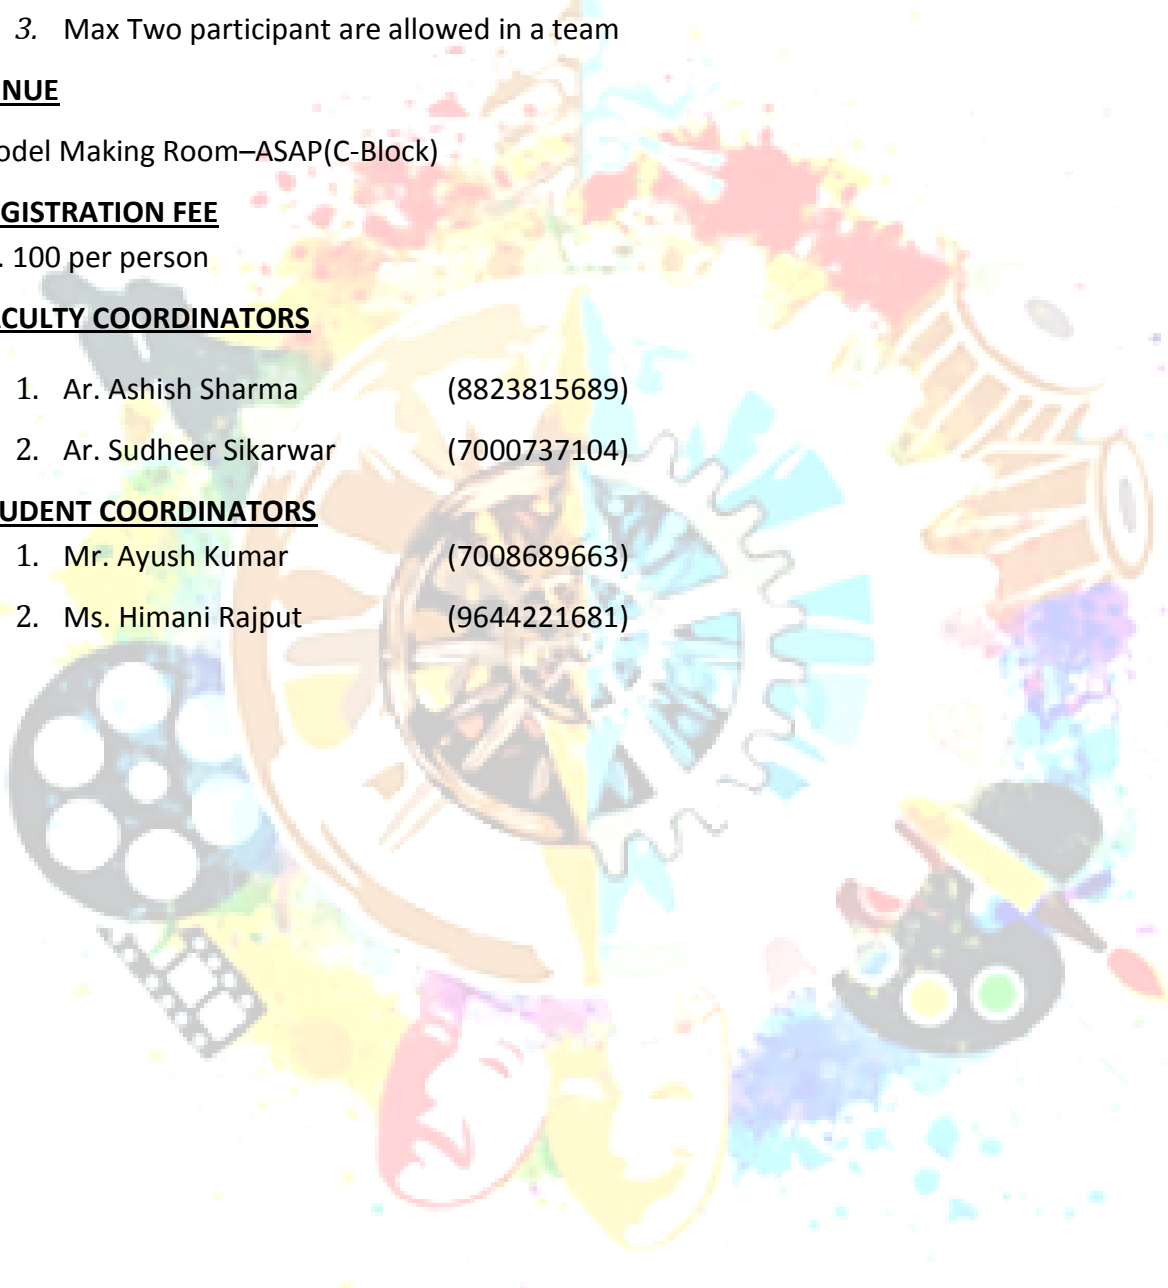 3. Max Two participant are allowed in a team
NUE
odel Making Room–ASAP(C-Block)
GISTRATION FEE
. 100 per person
CULTY COORDINATORS
1. Ar. Ashish Sharma (8823815689)
2. Ar. Sudheer Sikarwar (7000737104)
UDENT COORDINATORS
1. Mr. Ayush Kumar (7008689663)
2. Ms. Himani Rajput (9644221681)